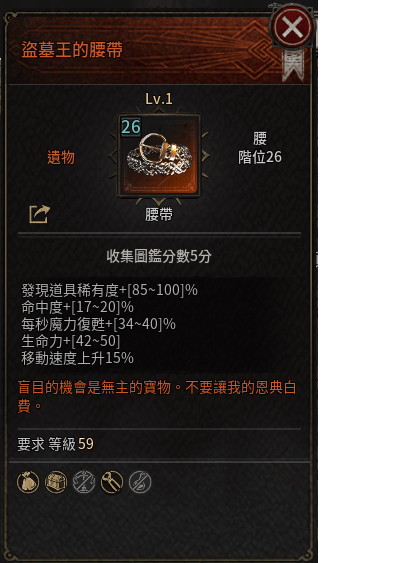 盜墓王的腰帶
Lv.1
26
遺物
腰
階位26
腰帶
收集圖鑑分數5分
發現道具稀有度+[85~100]%
命中度+[17~20]%
每秒魔力復甦+[34~40]%
生命力+[42~50]
移動速度上升15%
盲目的機會是無主的寶物。不要讓我的恩典白
費。
要求 等級 59